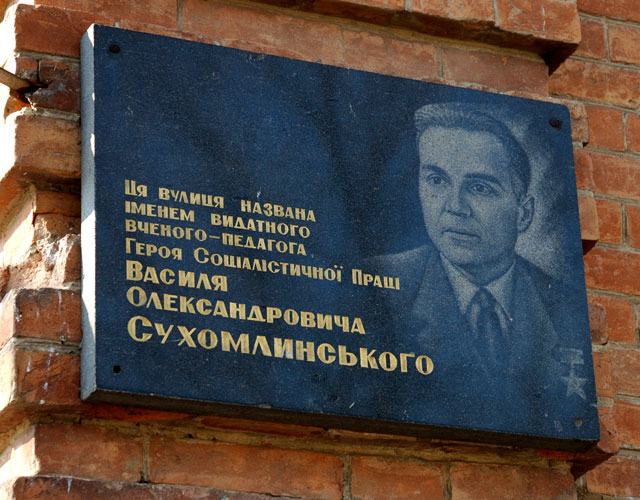 Ця вулиця названа
іменем видатного
вченого–педагога
Героя Соціалістичної Праці
Василя
Олександровича
Сухомлинського